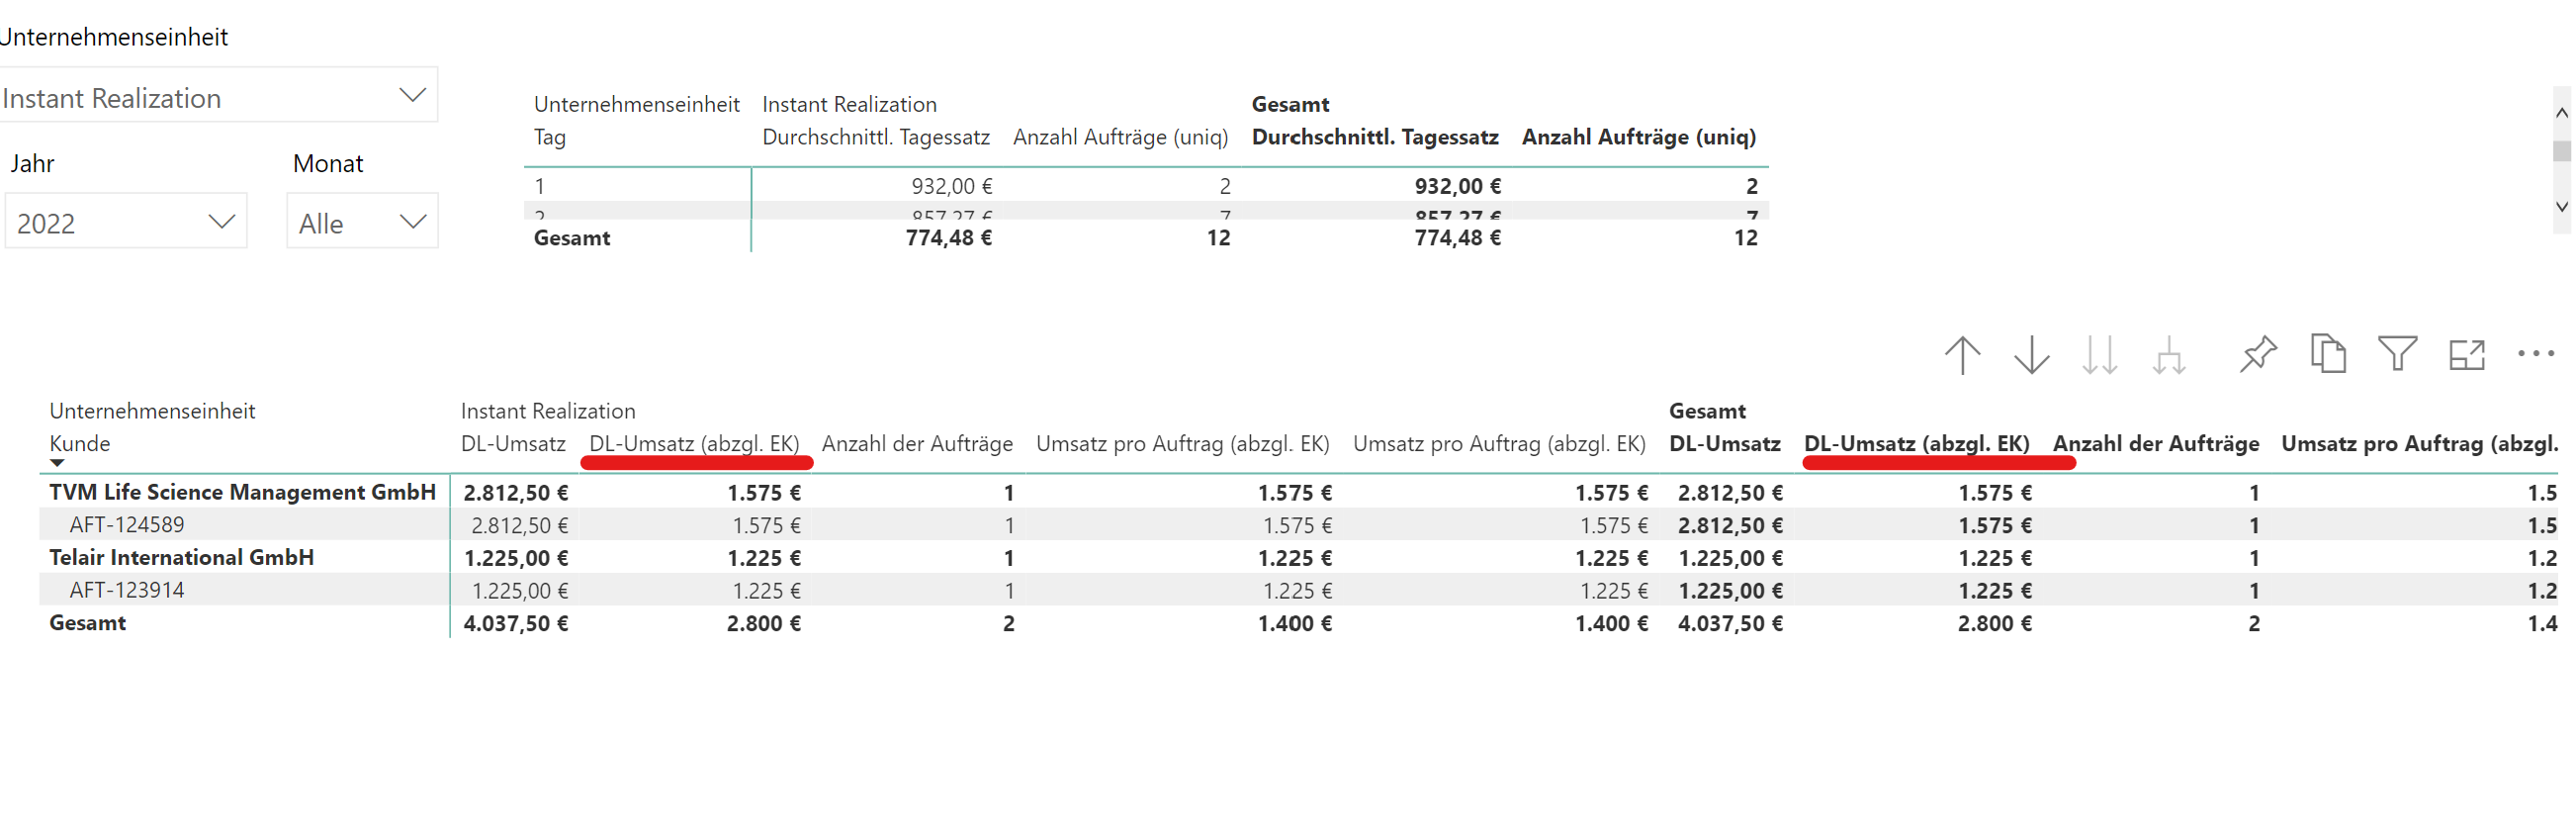 Unternehmenseinheit
Instant Realization
Jahr Monat
2022 Alle
Unternehmenseinheit Instant Realization Gesamt
Tag Durchschnittl. Tagessatz Anzahl Aufträge (uniq) Durchschnittl. Tagessatz Anzahl Aufträge (uniq)
1 932,00 € 2 932,00 € 2
2 857,27 € 7 857,27 € 7
Gesamt 774,48 € 12 774,48 € 12
Unternehmenseinheit Instant Realization Gesamt
Kunde DL-Umsatz DL-Umsatz (abzgl. EK) Anzahl der Aufträge Umsatz pro Auftrag (abzgl. EK) Umsatz pro Auftrag (abzgl. EK) DL-Umsatz DL-Umsatz (abzgl. EK) Anzahl der Aufträge Umsatz pro Auftrag (abzgl.
TVM Life Science Management GmbH 2.812,50 € 1.575 € 1 1.575 € 1.575 € 2.812,50 € 1.575 € 1 1.5
AFT-124589 2.812,50 € 1.575 € 1 1.575 € 1.575 € 2.812,50 € 1.575 € 1 1.5
Telair International GmbH 1.225,00 € 1.225 € 1 1.225 € 1.225 € 1.225,00 € 1.225 € 1 1.2
AFT-123914 1.225,00 € 1.225 € 1 1.225 € 1.225 € 1.225,00 € 1.225 € 1 1.2
Gesamt 4.037,50 € 2.800 € 2 1.400 € 1.400 € 4.037,50 € 2.800 € 2 1.4